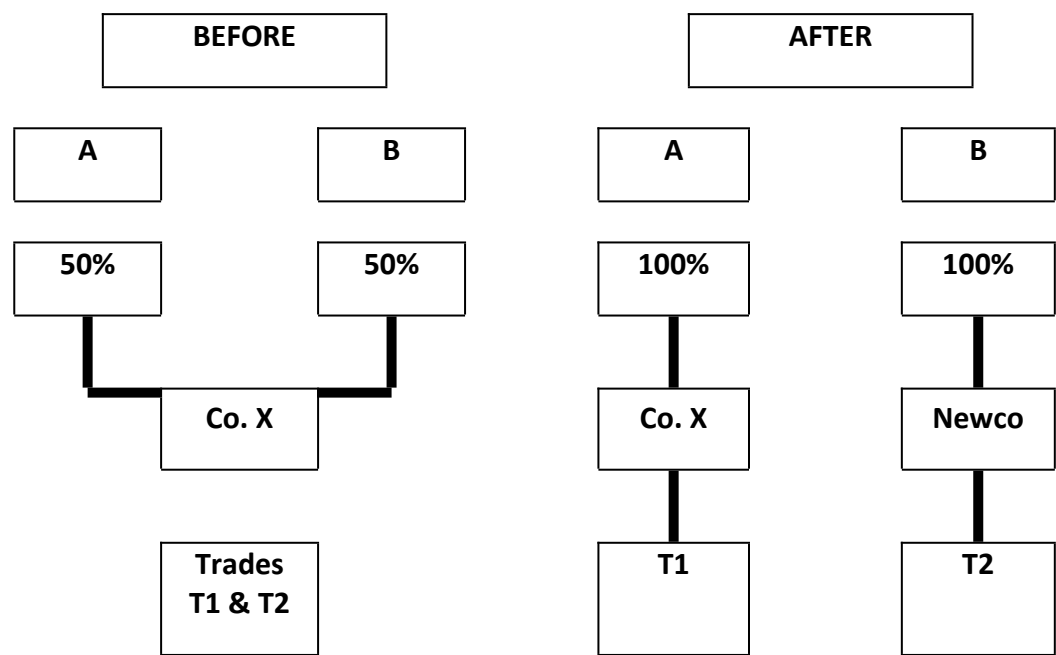 BEFORE
AFTER
A
B
A
B
50%
50%
100%
100%
Co. X
Co. X
Newco
Trades
T1 & T2
T1
T2